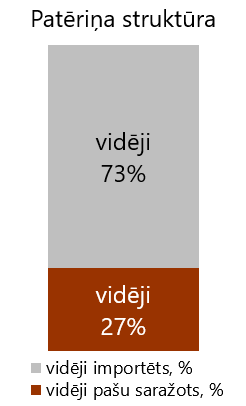 Patēriņa struktūra
vidēji
73%
vidēji
27%
vidēji importēts, %
vidēji pašu saražots, %